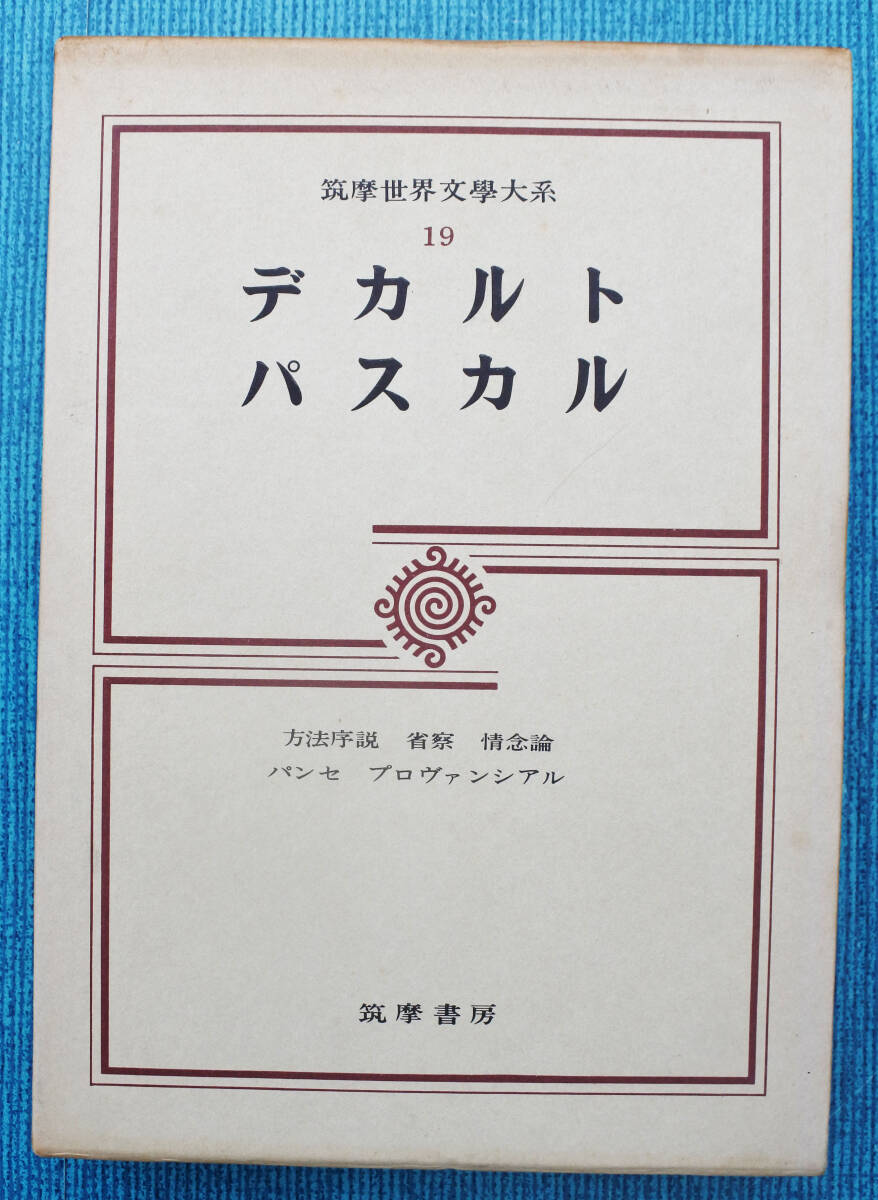 筑摩世界文學大系
19
デカルト
パスカル
方法序説 省察 情念論
パンセ プロヴァンシアル
筑摩書房